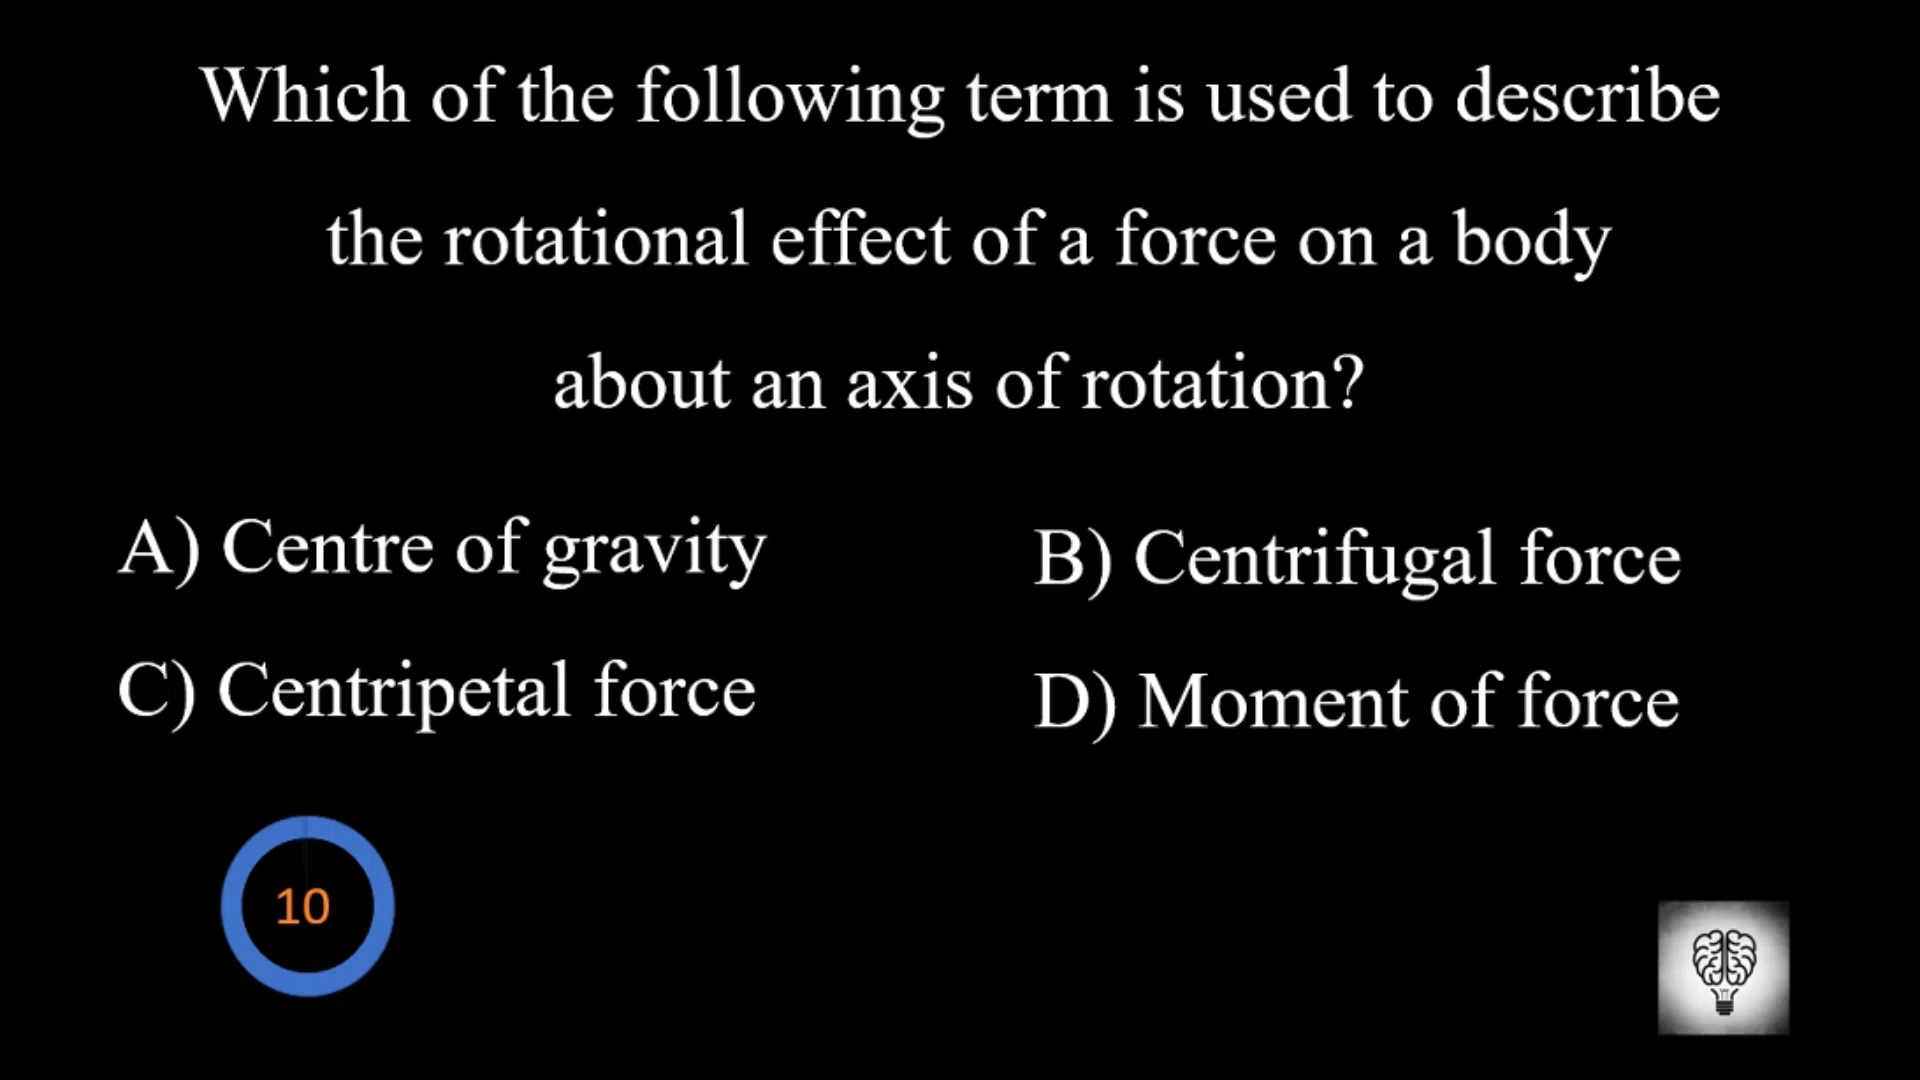 Which of the following term is used to describe
the rotational effect of a force on a body
about an axis of rotation?
A) Centre of gravity
B) Centrifugal force
C) Centripetal force
D) Moment of force
10